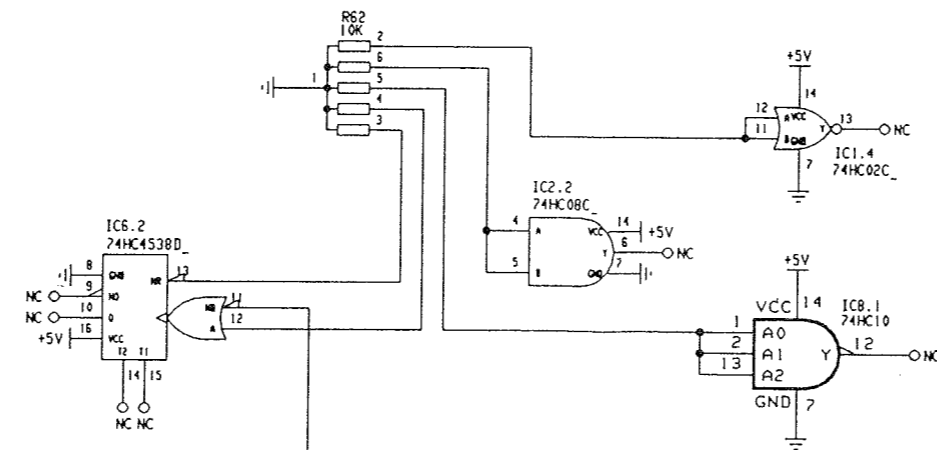 R62
10K
1
2
6
5
4
3
+5V
14
12
A VCC
13
Y
NC
11
B GND
7
IC1.4
74HC02C_
IC2.2
74HC08C_
4
A
VCC
14
+5V
Y
6
NC
5
B
GND
7
IC6.2
74HC4538D_
8
GND
NR
13
NC
9
NQ
NC
10
Q
+5V
16
VCC
T2
T1
14
15
NC
NC
NB
11
A
12
+5V
VCC
14
IC8.1
74HC10
1
A0
2
A1
13
A2
Y
12
NC
GND
7